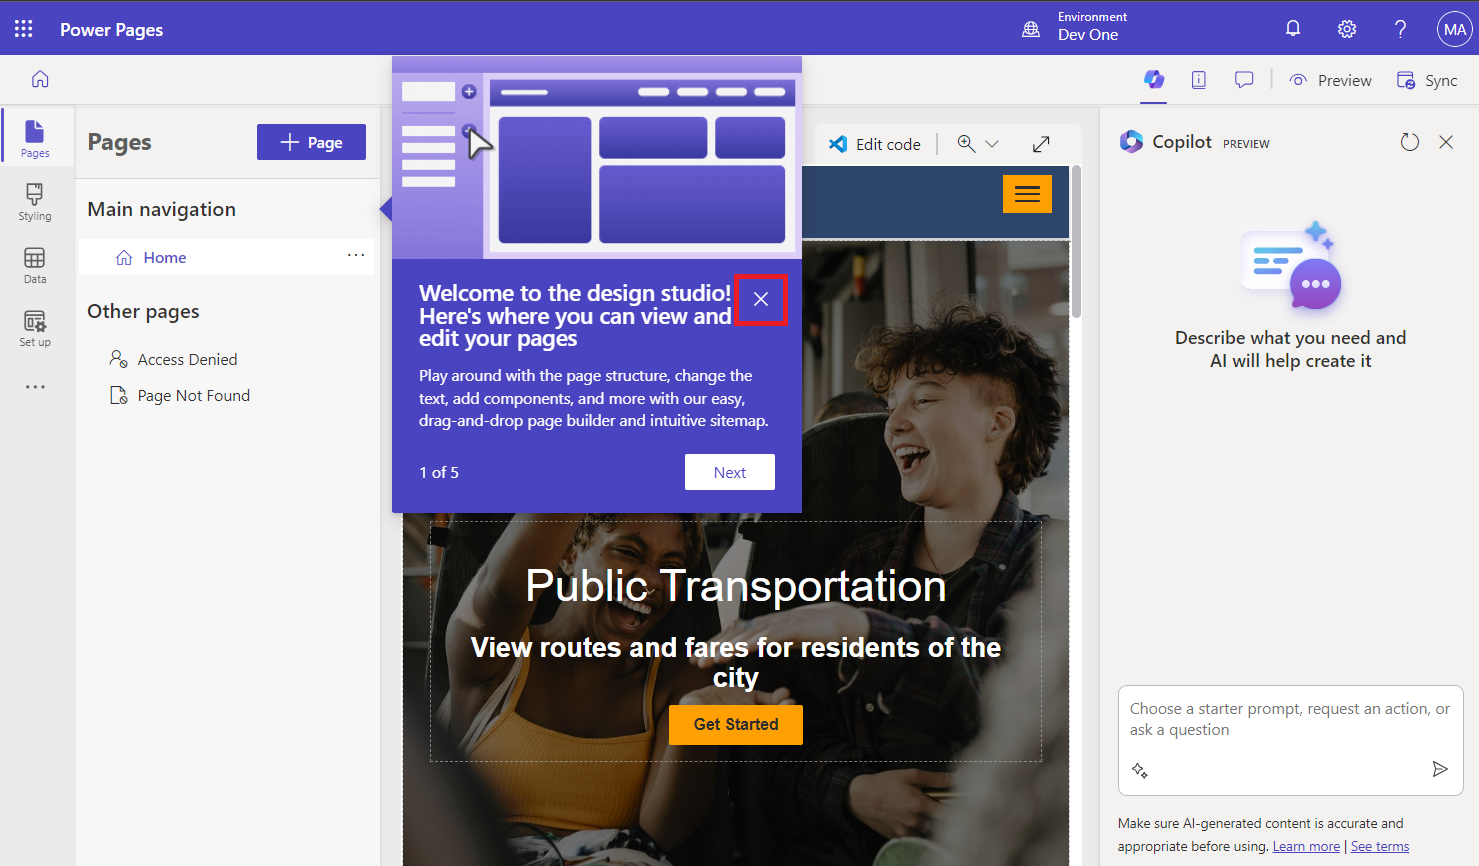 Power Pages
Environment
Dev One
MA
Preview
Sync
Pages
Styling
Data
Set up
Pages
Page
Main navigation
Home
Other pages
Access Denied
Page Not Found
Welcome to the design studio!
Here's where you can view and
edit your pages
Play around with the page structure, change the
text, add components, and more with our easy,
drag-and-drop page builder and intuitive sitemap.
1 of 5
Next
Edit code
Public Transportation
View routes and fares for residents of the
city
Get Started
Copilot PREVIEW
Describe what you need and
AI will help create it
Choose a starter prompt, request an action, or
ask a question
Make sure AI-generated content is accurate and
appropriate before using. Learn more | See terms